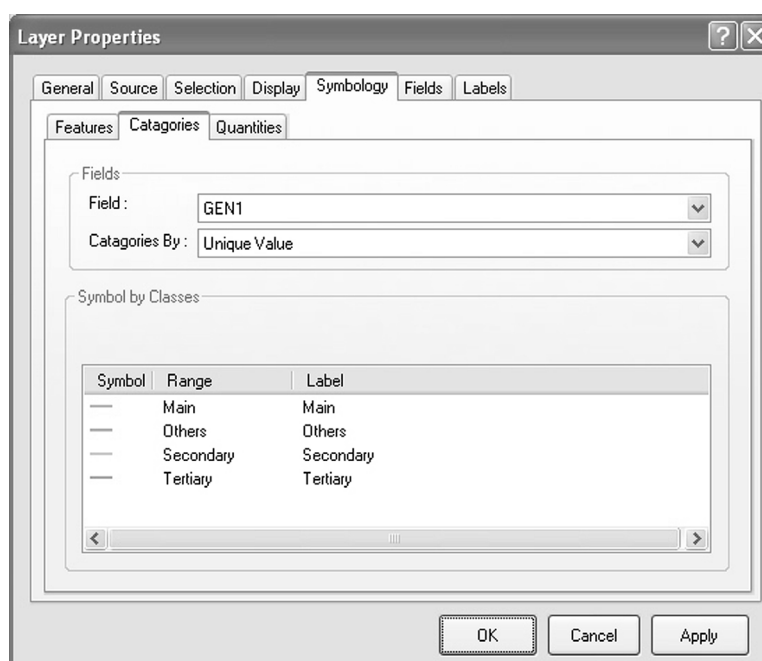 Layer Properties
General Source Selection Display Symbology Fields Labels
Features Catagories Quantities
Fields
Field : GEN1
Catagories By : Unique Value
Symbol by Classes
Symbol Range Label
Main Main
Others Others
Secondary Secondary
Tertiary Tertiary
OK Cancel Apply